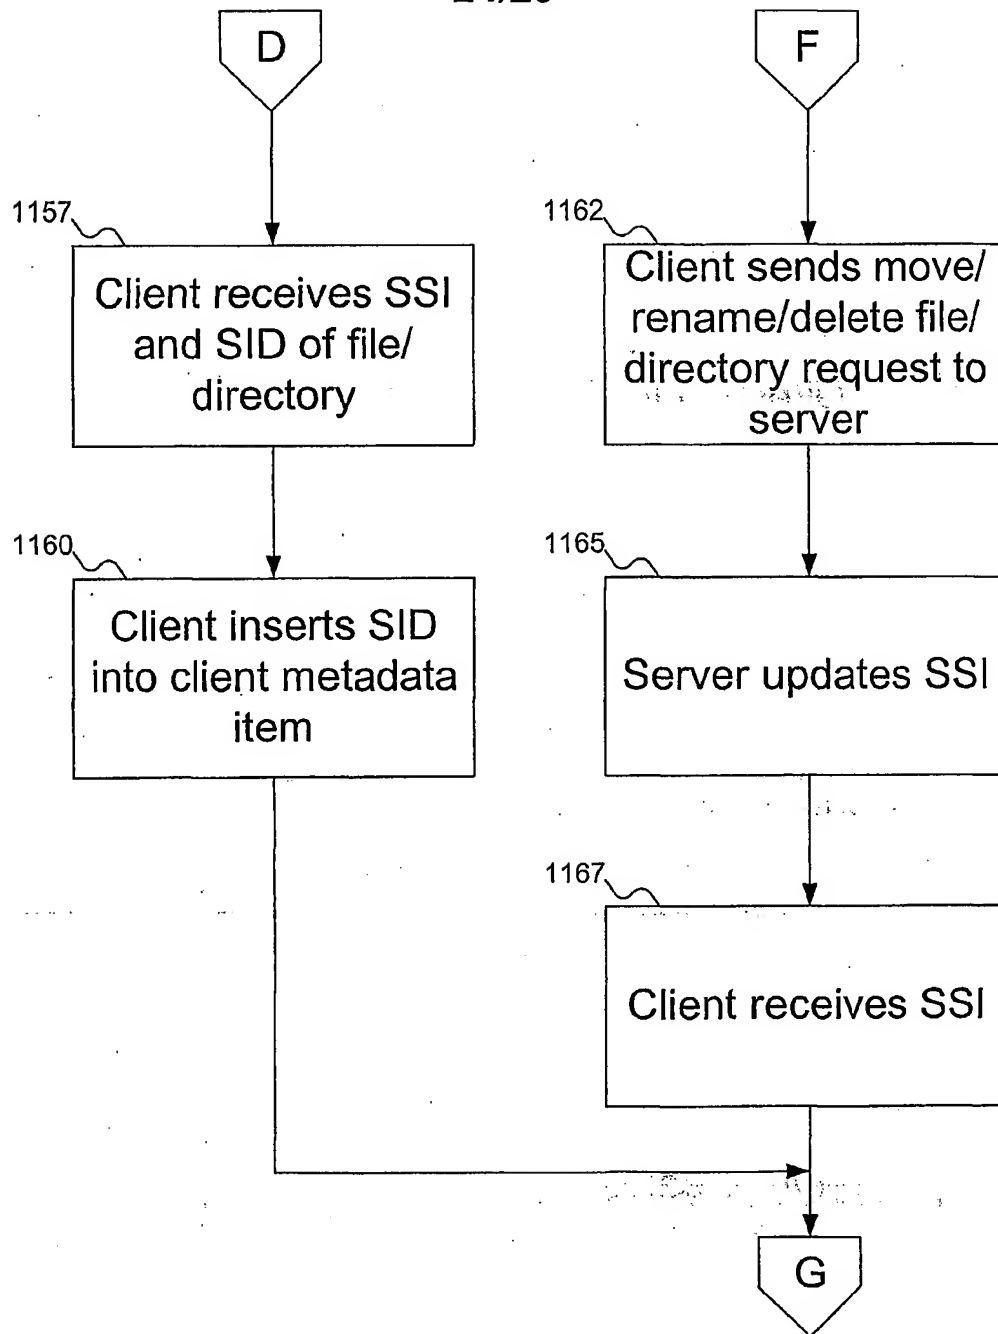 D
1157
Client receives SSI
and SID of file/
directory
1160
Client inserts SID
into client metadata
item
F
1162
Client sends move/
rename/delete file/
directory request to
server
1165
Server updates SSI
1167
Client receives SSI
G